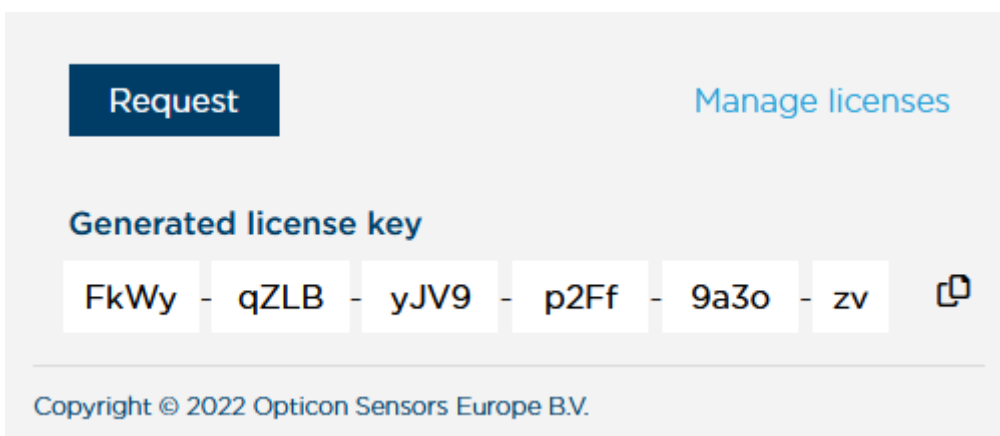 Request Manage licenses
Generated license key
FkWy - qZLB - yJV9 - p2Ff - 9a3o - zv
Copyright © 2022 Opticon Sensors Europe B.V.